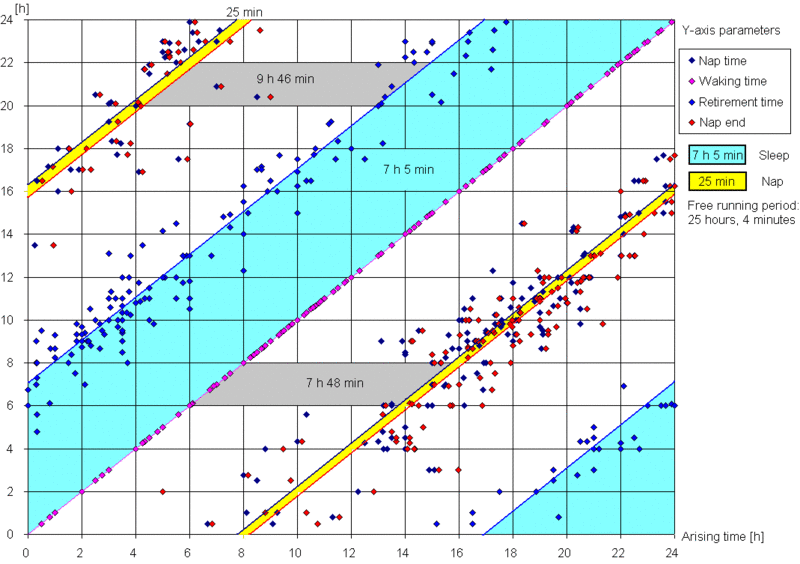 [h]
25 min
24
22
20
18
16
14
12
10
8
6
4
2
0
9 h 46 min
7 h 5 min
7 h 48 min
0
2
4
6
8
10
12
14
16
18
20
22
24
Arising time [h]
Y-axis parameters
Nap time
Waking time
Retirement time
Nap end
7 h 5 min Sleep
25 min Nap
Free running period:
25 hours, 4 minutes